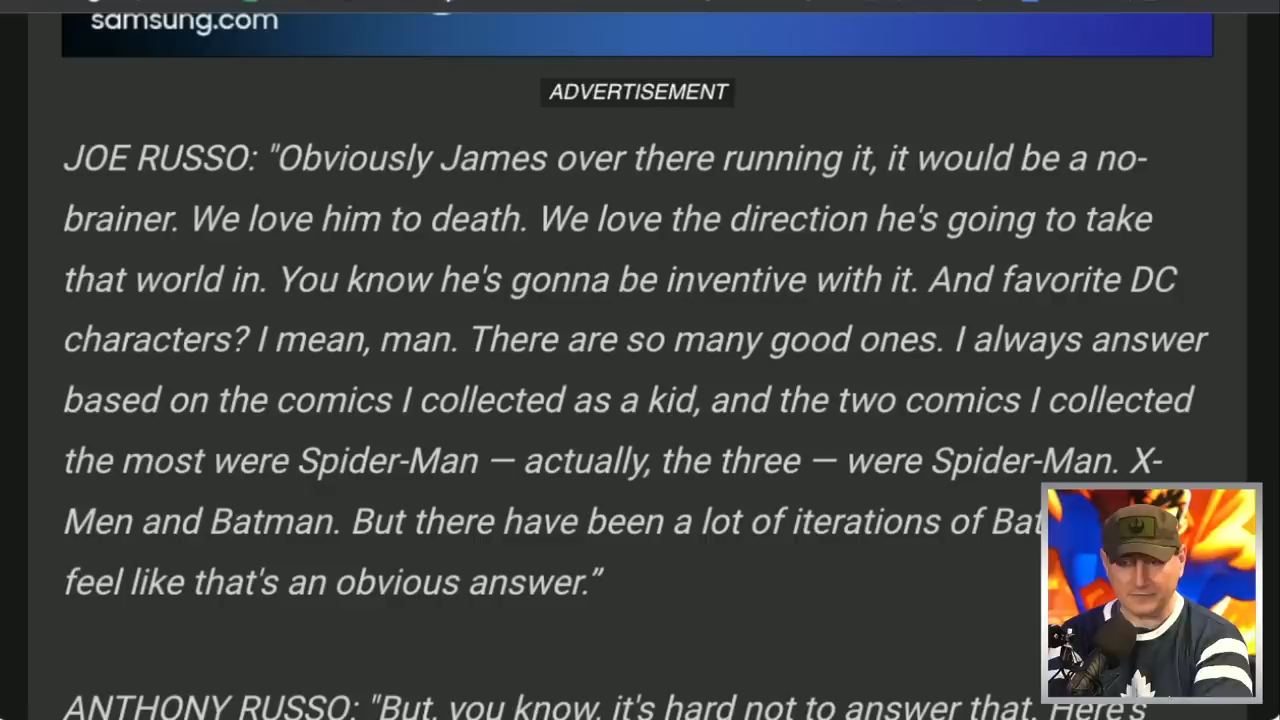 samsung.com
ADVERTISEMENT
JOE RUSSO: "Obviously James over there running it, it would be a no-
brainer. We love him to death. We love the direction he's going to take
that world in. You know he's gonna be inventive with it. And favorite DC
characters? I mean, man. There are so many good ones. I always answer
based on the comics I collected as a kid, and the two comics I collected
the most were Spider-Man — actually, the three — were Spider-Man. X-
Men and Batman. But there have been a lot of iterations of
feel like that's an obvious answer.”
ANTHONY RUSSO: "But, you know, it's hard not to answer that. Here's